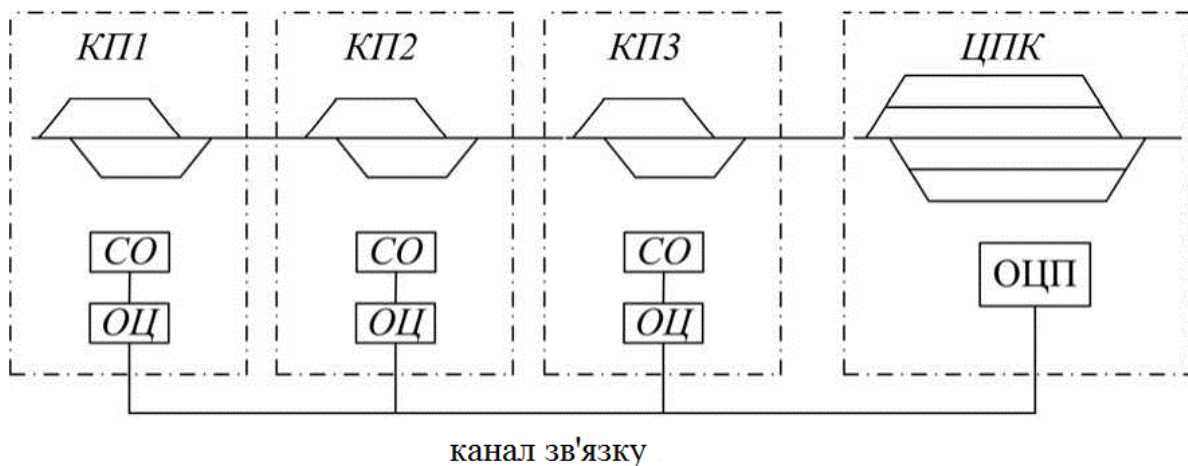 КП1 КП2 КП3 ЦПК
СО СО СО ОЦП
ОЦ ОЦ ОЦ
канал зв'язку